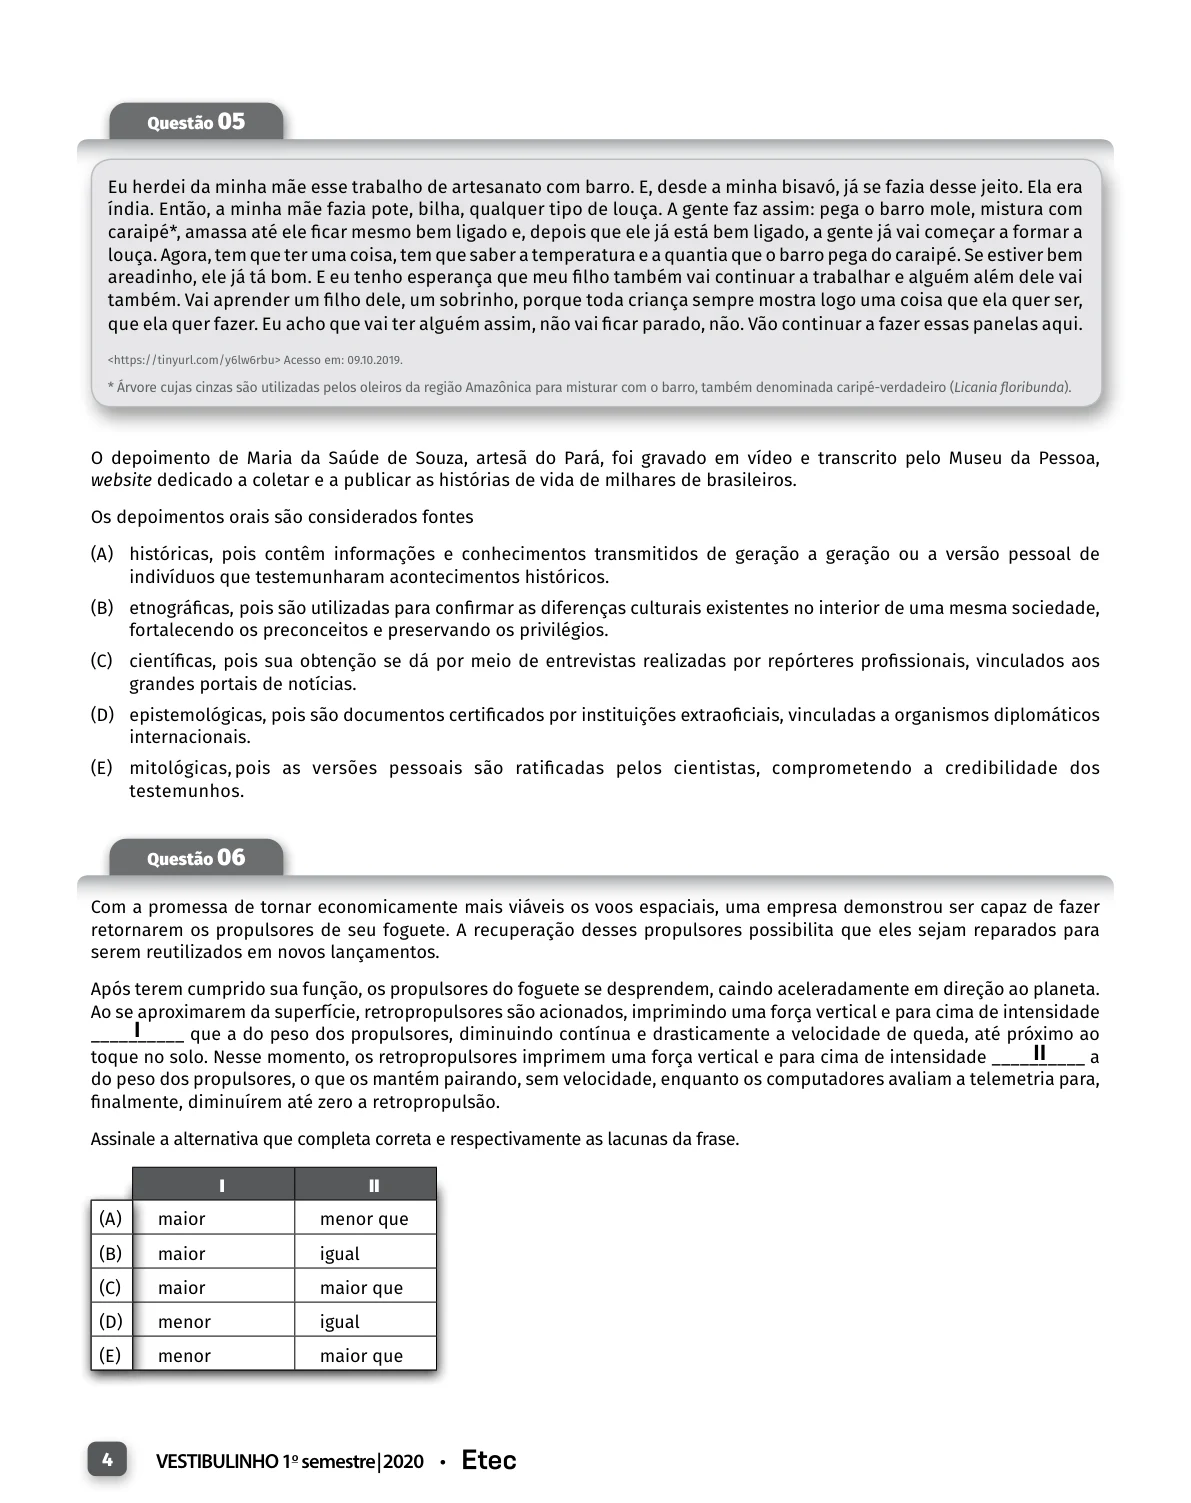 Questão 05
Eu herdei da minha mãe esse trabalho de artesanato com barro. E, desde a minha bisavó, já se fazia desse jeito. Ela era
índia. Então, a minha mãe fazia pote, bilha, qualquer tipo de louça. A gente faz assim: pega o barro mole, mistura com
caraipé*, amassa até ele ficar mesmo bem ligado e, depois que ele já está bem ligado, a gente já vai começar a formar a
louça. Agora, tem que ter uma coisa, tem que saber a temperatura e a quantia que o barro pega do caraipé. Se estiver bem
areadinho, ele já tá bom. E eu tenho esperança que meu filho também vai continuar a trabalhar e alguém além dele vai
também. Vai aprender um filho dele, um sobrinho, porque toda criança sempre mostra logo uma coisa que ela quer ser,
que ela quer fazer. Eu acho que vai ter alguém assim, não vai ficar parado, não. Vão continuar a fazer essas panelas aqui.
<https://tinyurl.com/y6lw6rbu> Acesso em: 09.10.2019.
* Árvore cujas cinzas são utilizadas pelos oleiros da região Amazônica para misturar com o barro, também denominada caripé-verdadeiro (Licania floribunda).
O depoimento de Maria da Saúde de Souza, artesã do Pará, foi gravado em vídeo e transcrito pelo Museu da Pessoa,
website dedicado a coletar e a publicar as histórias de vida de milhares de brasileiros.
Os depoimentos orais são considerados fontes
(A) históricas, pois contêm informações e conhecimentos transmitidos de geração a geração ou a versão pessoal de
indivíduos que testemunharam acontecimentos históricos.
(B) etnográficas, pois são utilizadas para confirmar as diferenças culturais existentes no interior de uma mesma sociedade,
fortalecendo os preconceitos e preservando os privilégios.
(C) científicas, pois sua obtenção se dá por meio de entrevistas realizadas por repórteres profissionais, vinculados aos
grandes portais de notícias.
(D) epistemológicas, pois são documentos certificados por instituições extraoficiais, vinculadas a organismos diplomáticos
internacionais.
(E) mitológicas, pois as versões pessoais são ratificadas pelos cientistas, comprometendo a credibilidade dos
testemunhos.
Questão 06
Com a promessa de tornar economicamente mais viáveis os voos espaciais, uma empresa demonstrou ser capaz de fazer
retornarem os propulsores de seu foguete. A recuperação desses propulsores possibilita que eles sejam reparados para
serem reutilizados em novos lançamentos.
Após terem cumprido sua função, os propulsores do foguete se desprendem, caindo aceleradamente em direção ao planeta.
Ao se aproximarem da superfície, retropropulsores são acionados, imprimindo uma força vertical e para cima de intensidade
_____I_____ que a do peso dos propulsores, diminuindo contínua e drasticamente a velocidade de queda, até próximo ao
toque no solo. Nesse momento, os retropropulsores imprimem uma força vertical e para cima de intensidade _____II_____ a
do peso dos propulsores, o que os mantém pairando, sem velocidade, enquanto os computadores avaliam a telemetria para,
finalmente, diminuírem até zero a retropropulsão.
Assinale a alternativa que completa correta e respectivamente as lacunas da frase.
I II
(A) maior menor que
(B) maior igual
(C) maior maior que
(D) menor igual
(E) menor maior que
4 VESTIBULINHO 1º semestre|2020 • Etec